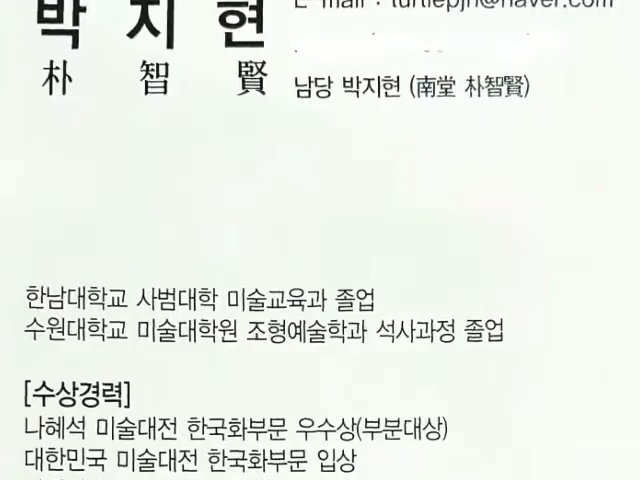 박지현
朴智賢
E-mail : turtlepjh@naver.com
남당 박지현 (南堂 朴智賢)
한남대학교 사범대학 미술교육과 졸업
수원대학교 미술대학원 조형예술학과 석사과정 졸업
[수상경력]
나혜석 미술대전 한국화부문 우수상(부분대상)
대한민국 미술대전 한국화부문 입상